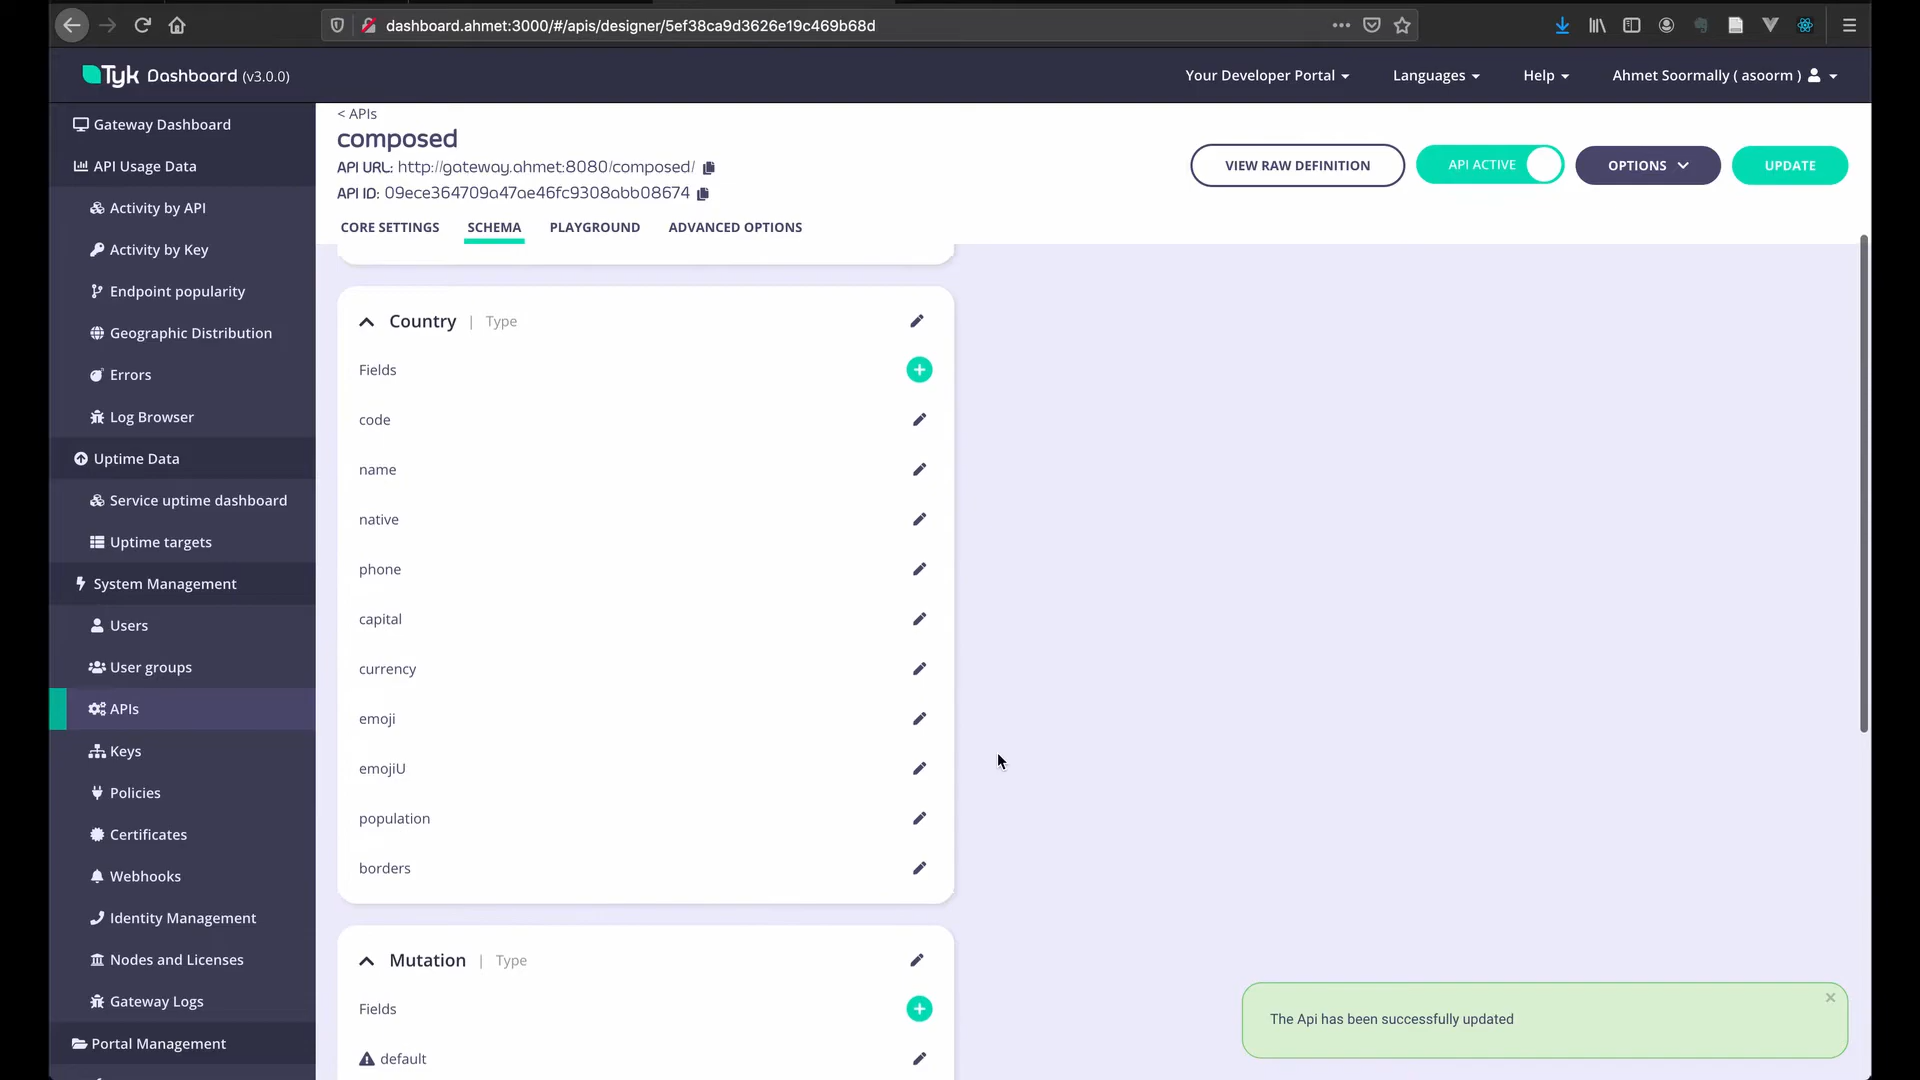 dashboard.ahmet:3000/#/apis/designer/5ef38ca9d3626e19c469b68d
Tyk Dashboard (v3.0.0)
Your Developer Portal
Languages
Help
Ahmet Soormally ( asoorm )
Gateway Dashboard
API Usage Data
Activity by API
Activity by Key
Endpoint popularity
Geographic Distribution
Errors
Log Browser
Uptime Data
Service uptime dashboard
Uptime targets
System Management
Users
User groups
APIs
Keys
Policies
Certificates
Webhooks
Identity Management
Nodes and Licenses
Gateway Logs
Portal Management
< APIs
composed
API URL: http://gateway.ahmet:8080/composed/
API ID: 09ece364709a47ae46fc9308abb08674
VIEW RAW DEFINITION
API ACTIVE
OPTIONS
UPDATE
CORE SETTINGS
SCHEMA
PLAYGROUND
ADVANCED OPTIONS
Country | Type
Fields
code
name
native
phone
capital
currency
emoji
emojiU
population
borders
Mutation | Type
Fields
default
The Api has been successfully updated